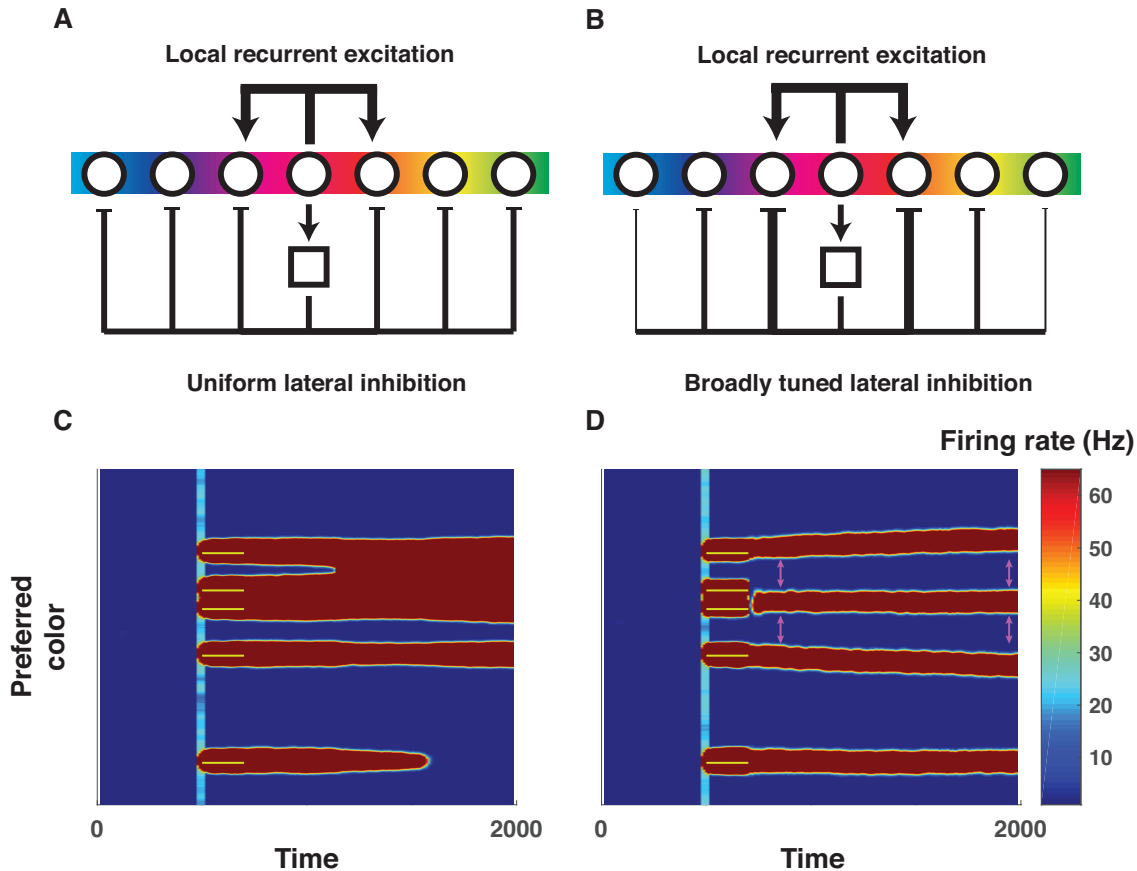 A
Local recurrent excitation
Uniform lateral inhibition
B
Local recurrent excitation
Broadly tuned lateral inhibition
C
Preferred
color
0
2000
Time
D
Firing rate (Hz)
60
50
40
30
20
10
0
2000
Time